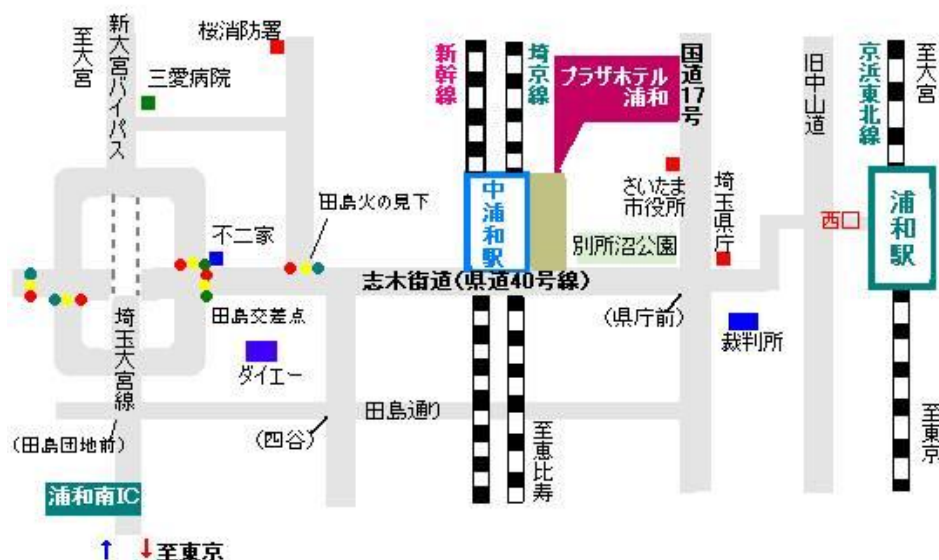 新大宮バイパス
至大宮
桜消防署
三愛病院
新幹線
埼京線
プラザホテル
浦和
国道17号
旧中山道
京浜東北線
至大宮
田島火の見下
不二家
中浦和駅
さいたま
市役所
埼玉県庁
西口
浦和駅
別所沼公園
志木街道(県道40号線)
田島交差点
(県庁前)
裁判所
埼玉大宮線
ダイエー
田島通り
(田島団地前)
(四谷)
至恵比寿
至東京
浦和南IC
↑ ↓至東京